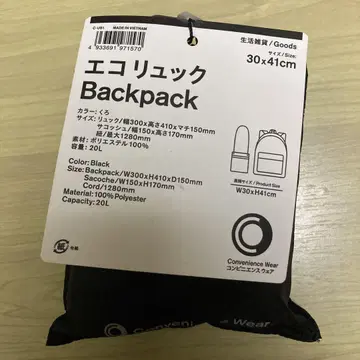 C-U91
MADE IN VIETNAM
4 933691 971570
生活雑貨/Goods
サイズ/Size:
30x41cm
エコリュック
Backpack
カラー:くろ
サイズ:リュック/幅300x高さ410xマチ150mm
サコッシュ/幅150x高さ170mm
紐/最大1280mm
素材:ポリエステル100%
容量:20L
Color: Black
Size:Backpack/W300xH410xD150mm
Sacoche/W150xH170mm
Cord/1280mm
Material:100%Polyester
Capacity:20L
W30xH41cm
紙
Convenience Wear
コンビニエンス ウェア
Convenience Wear